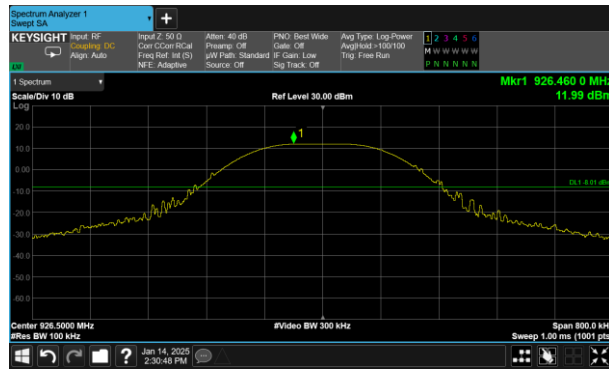 Spectrum Analyzer 1
Swept SA
KEYSIGHT
Input: RF
Coupling: DC
Align: Auto
Input Z: 50 Ω
Corr CCorr RCal
Freq Ref: Int (S)
NFE: Adaptive
Atten: 40 dB
Preamp: Off
µW Path: Standard
Source: Off
PNO: Best Wide
Gate: Off
IF Gain: Low
Sig Track: Off
Avg Type: Log-Power
Avg|Hold:>100/100
Trig: Free Run
1 2 3 4 5 6
M W W W W W
P N N N N N
1 Spectrum
Mkr1 926.460 0 MHz
Scale/Div 10 dB
Ref Level 30.00 dBm
11.99 dBm
Log
1
20.0
10.0
0.00
DL1 -8.01 dBm
-10.0
-20.0
-30.0
-40.0
-50.0
-60.0
Center 926.5000 MHz
#Video BW 300 kHz
Span 800.0 kHz
#Res BW 100 kHz
Sweep 1.00 ms (1001 pts
Jan 14, 2025
2:30:48 PM